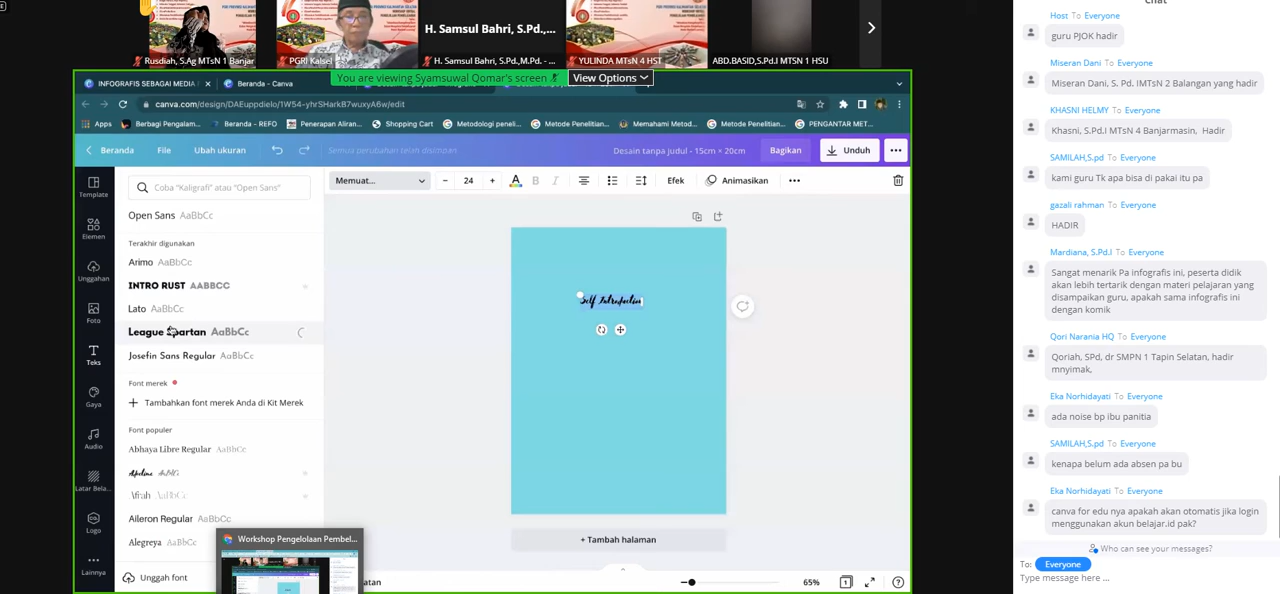 Rusdiah, S.Ag MTsN 1 Banjar
PGRI Kalsel
H. Samsul Bahri, S.Pd.,...
H. Samsul Bahri, S.Pd.,M.Pd. -
YULINDA MTsN 4 HST
ABD.BASID,S.Pd.I MTSN 1 HSU
You are viewing Syamsuwal Qomar's screen
View Options
INFOGRAFIS SEBAGAI MEDIA
Beranda - Canva
canva.com/design/DAEuppdielo/1W54-yhrSHarkB7wuxyA6w/edit
Apps
Berbagi Pengalam...
Beranda - REFO
Penerapan Aliran...
Shopping Cart
Metodologi peneli...
Metode Penelitian...
Memahami Metod...
Metode Penelitian...
PENGANTAR MET...
Beranda
File
Ubah ukuran
Semua perubahan telah disimpan
Desain tanpa judul - 15cm × 20cm
Bagikan
Unduh
Template
Elemen
Unggahan
Foto
Teks
Gaya
Audio
Latar Bela...
Logo
Lainnya
Coba "Kaligrafi" atau "Open Sans"
Open Sans AaBbCc
Terakhir digunakan
Arimo AaBbCc
INTRO RUST AABBCC
Lato AaBbCc
League Spartan AaBbCc
Josefin Sans Regular AaBbCc
Font merek
+ Tambahkan font merek Anda di Kit Merek
Font populer
Abhaya Libre Regular AaBbCc
Afrah AaBbCc
Aileron Regular AaBbCc
Alegreya AaBbCc
Unggah font
Workshop Pengelolaan Pembel...
Memuat...
− 24 +
A B I
Efek
Animasikan
+ Tambah halaman
65%
1
Chat
Host To Everyone
guru PJOK hadir
Miseran Dani To Everyone
Miseran Dani, S. Pd. IMTsN 2 Balangan yang hadir
KHASNI HELMY To Everyone
Khasni, S.Pd.I MTsN 4 Banjarmasin, Hadir
SAMILAH,S.pd To Everyone
kami guru Tk apa bisa di pakai itu pa
gazali rahman To Everyone
HADIR
Mardiana, S.Pd.I To Everyone
Sangat menarik Pa infografis ini, peserta didik
akan lebih tertarik dengan materi pelajaran yang
disampaikan guru, apakah sama infografis ini
dengan komik
Qori Narania HQ To Everyone
Qoriah, SPd, dr SMPN 1 Tapin Selatan, hadir
mnyimak,
Eka Norhidayati To Everyone
ada noise bp ibu panitia
SAMILAH,S.pd To Everyone
kenapa belum ada absen pa bu
Eka Norhidayati To Everyone
canva for edu nya apakah akan otomatis jika login
menggunakan akun belajar.id pak?
Who can see your messages?
To: Everyone
Type message here ...